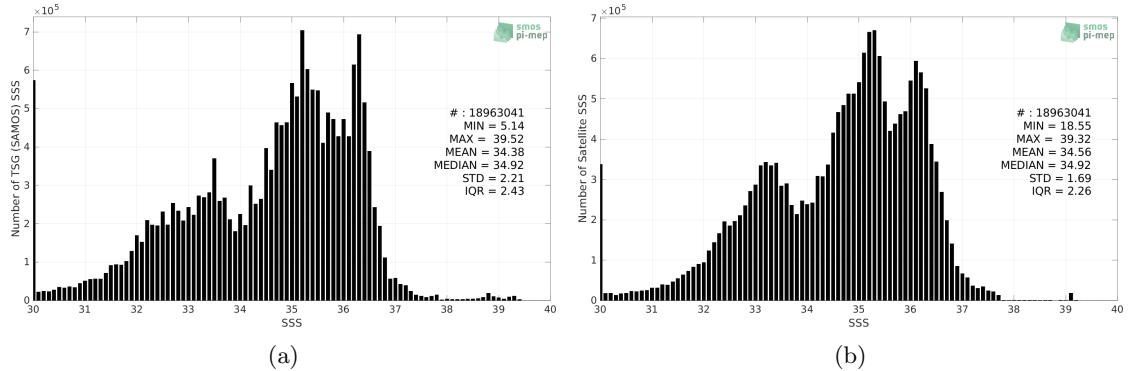 ×10⁵
7
6
5
4
3
2
1
0
Number of TSG (SAMOS) SSS
30 31 32 33 34 35 36 37 38 39 40
SSS
smos
pi-mep
# : 18963041
MIN = 5.14
MAX = 39.52
MEAN = 34.38
MEDIAN = 34.92
STD = 2.21
IQR = 2.43
(a)
×10⁵
7
6
5
4
3
2
1
0
Number of Satellite SSS
30 31 32 33 34 35 36 37 38 39 40
SSS
smos
pi-mep
# : 18963041
MIN = 18.55
MAX = 39.32
MEAN = 34.56
MEDIAN = 34.92
STD = 1.69
IQR = 2.26
(b)